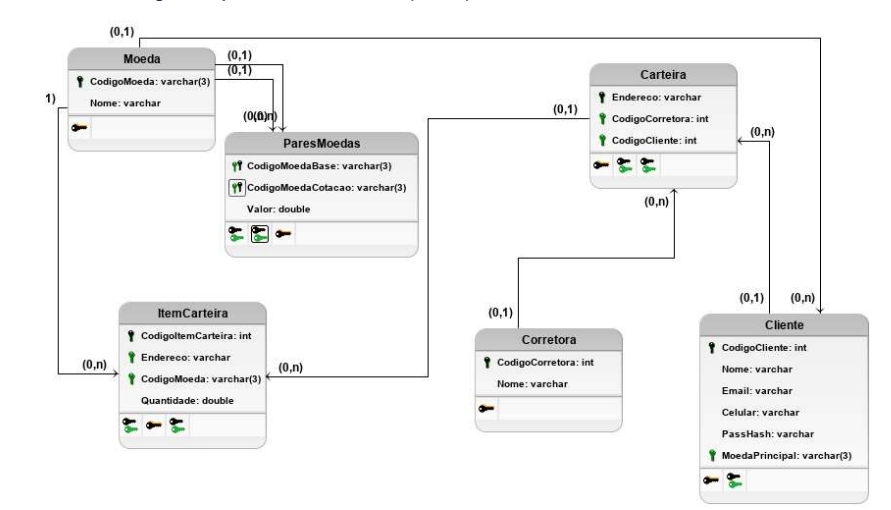 (0,1)
Moeda
CodigoMoeda: varchar(3)
Nome: varchar
(0,1)
(0,1)
1)
PareMoedas
CodigoMoedaBase: varchar(3)
CodigoMoedaCotacao: varchar(3)
Valor: double
Carteira
Endereco: varchar
CodigoCorretora: int
CodigoCliente: int
(0,1)
(0,n)
(0,n)
ItemCarteira
CodigoItemCarteira: int
Endereco: varchar
CodigoMoeda: varchar(3)
Quantidade: double
(0,n)
(0,n)
(0,1)
Corretora
CodigoCorretora: int
Nome: varchar
(0,1)
(0,n)
Cliente
CodigoCliente: int
Nome: varchar
Email: varchar
Celular: varchar
PassHash: varchar
MoedaPrincipal: varchar(3)